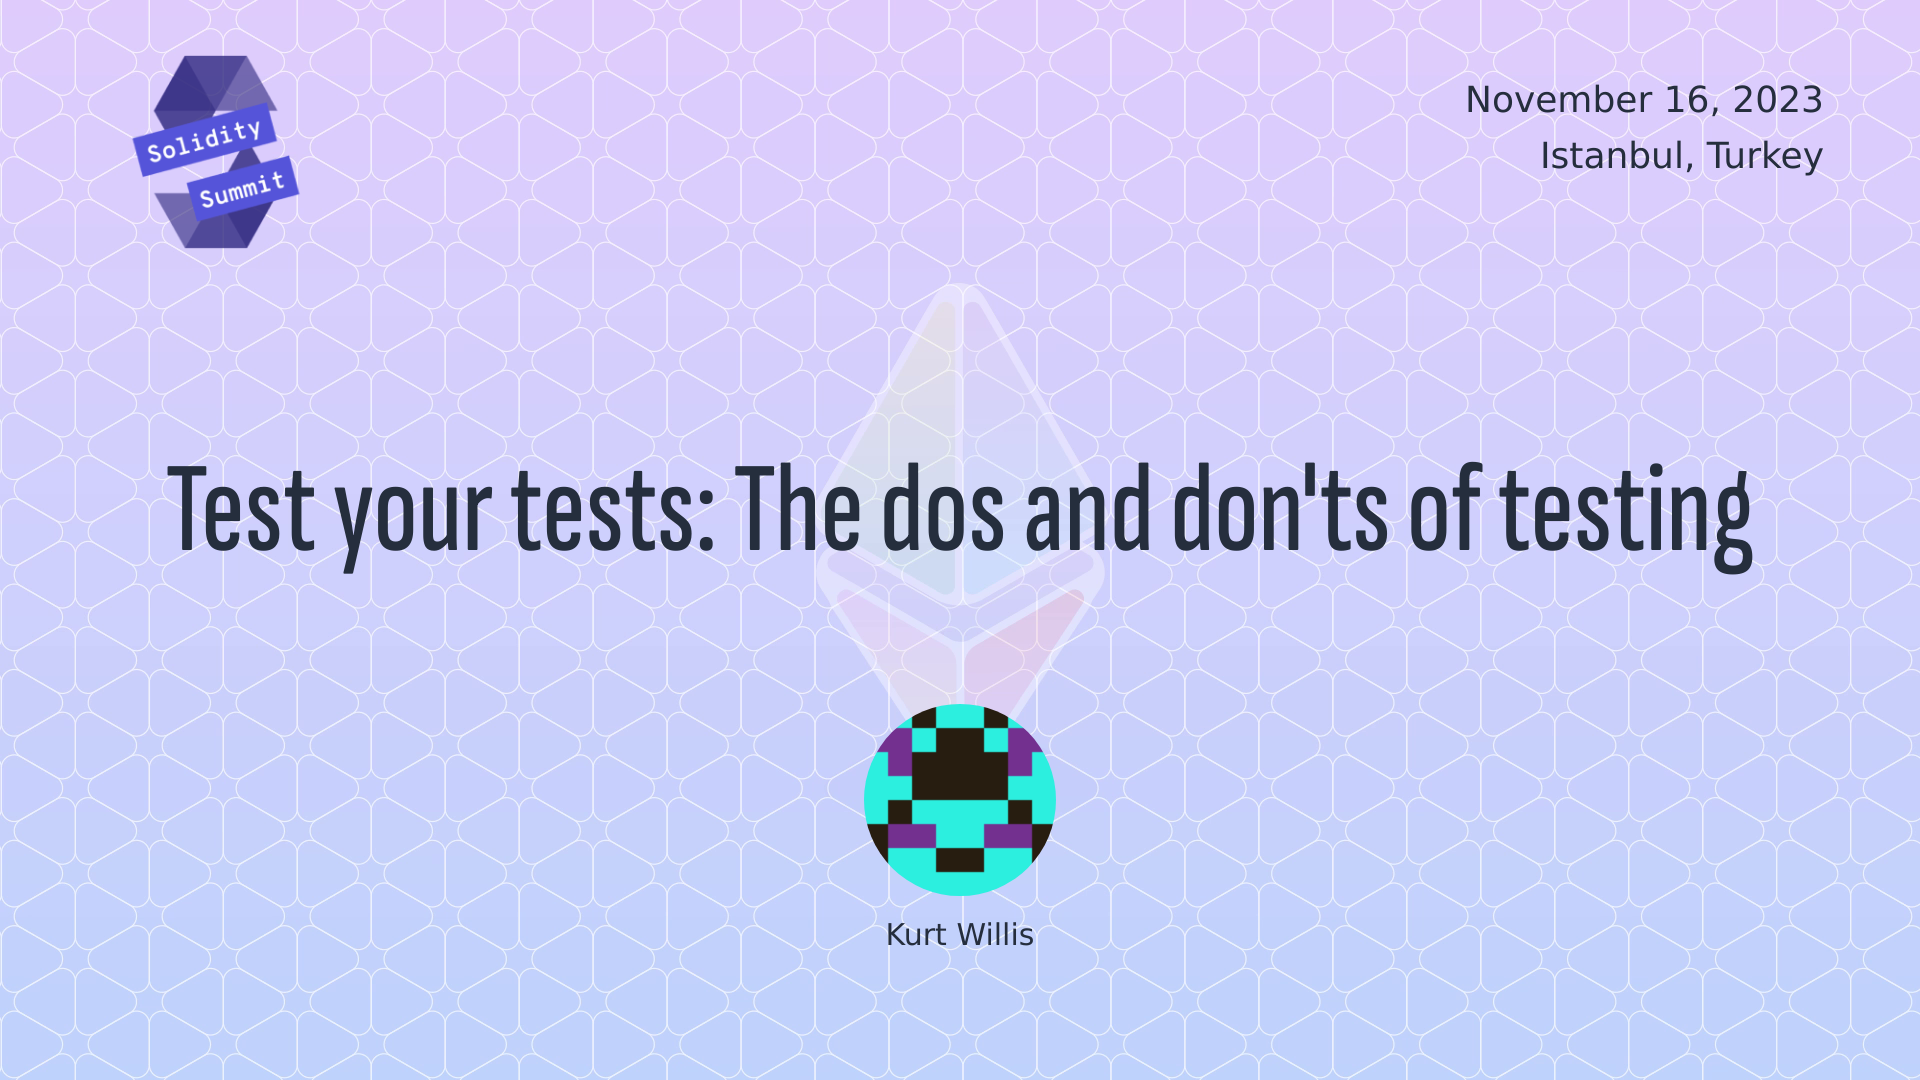 Solidity
Summit
November 16, 2023
Istanbul, Turkey
Test your tests: The dos and don'ts of testing
Kurt Willis